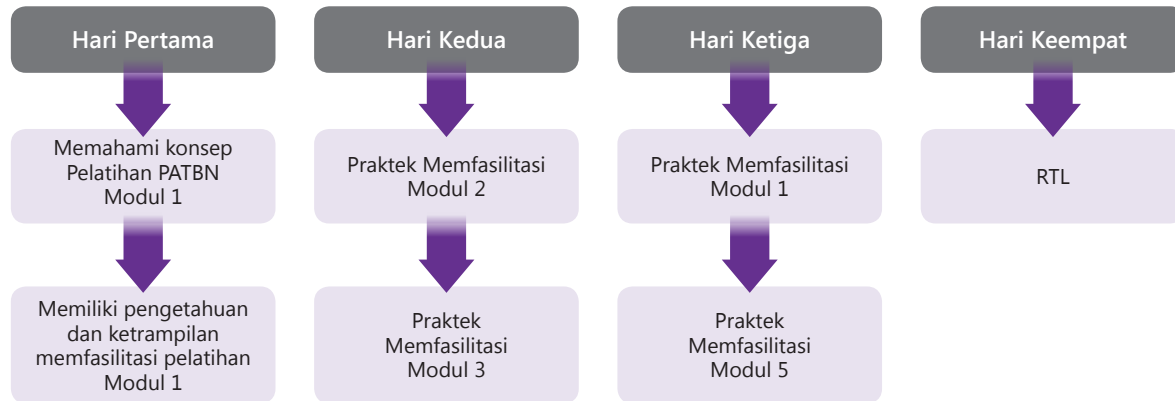 Hari Pertama
Memahami konsep
Pelatihan PATBN
Modul 1
Memiliki pengetahuan
dan ketrampilan
memfasilitasi pelatihan
Modul 1
Hari Kedua
Praktek Memfasilitasi
Modul 2
Praktek
Memfasilitasi
Modul 3
Hari Ketiga
Praktek Memfasilitasi
Modul 1
Praktek
Memfasilitasi
Modul 5
Hari Keempat
RTL